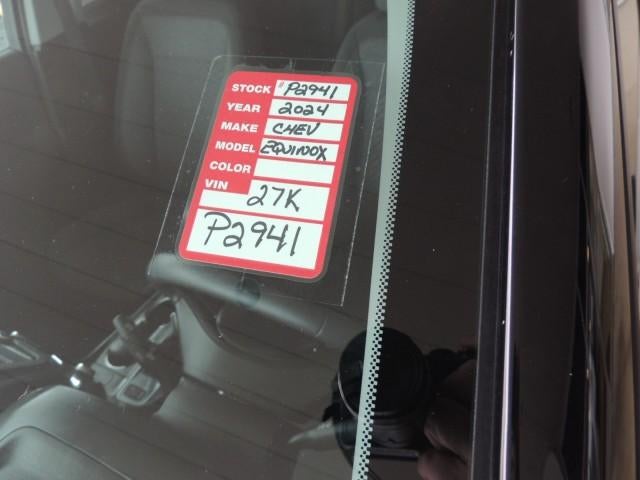 STOCK #P2941
YEAR 2024
MAKE CHEV
MODEL EQUINOX
COLOR
VIN 27K
P2941